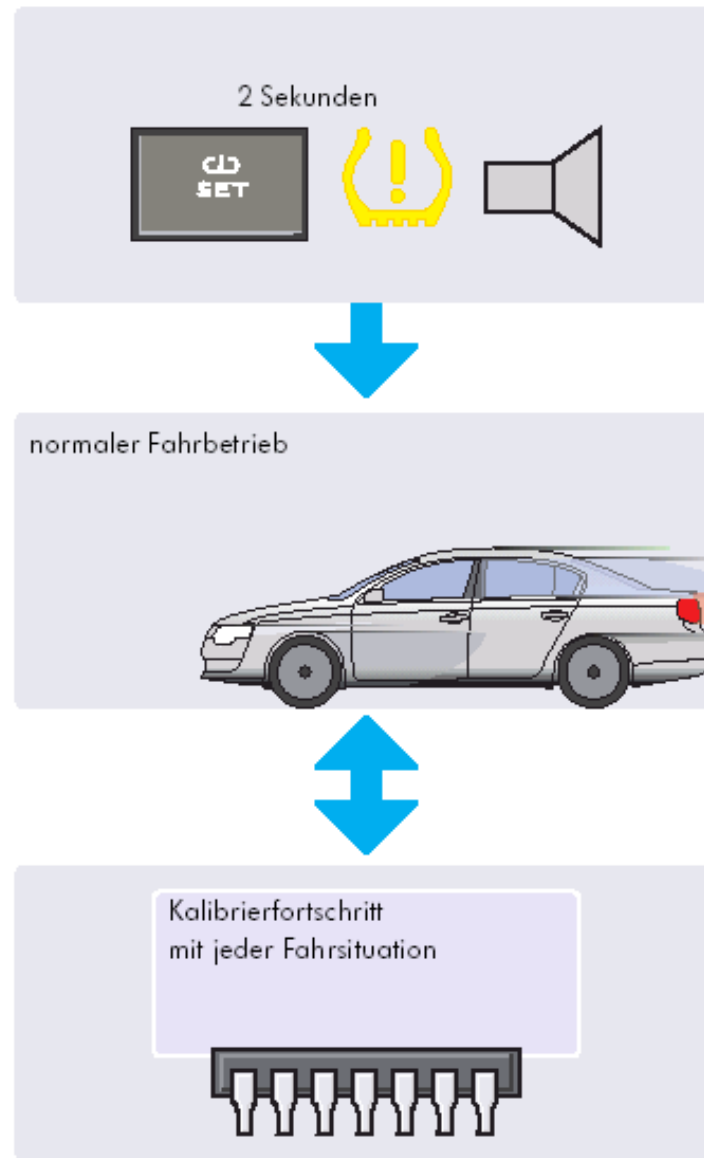 2 Sekunden
SET
normaler Fahrbetrieb
Kalibrierfortschritt
mit jeder Fahrsituation